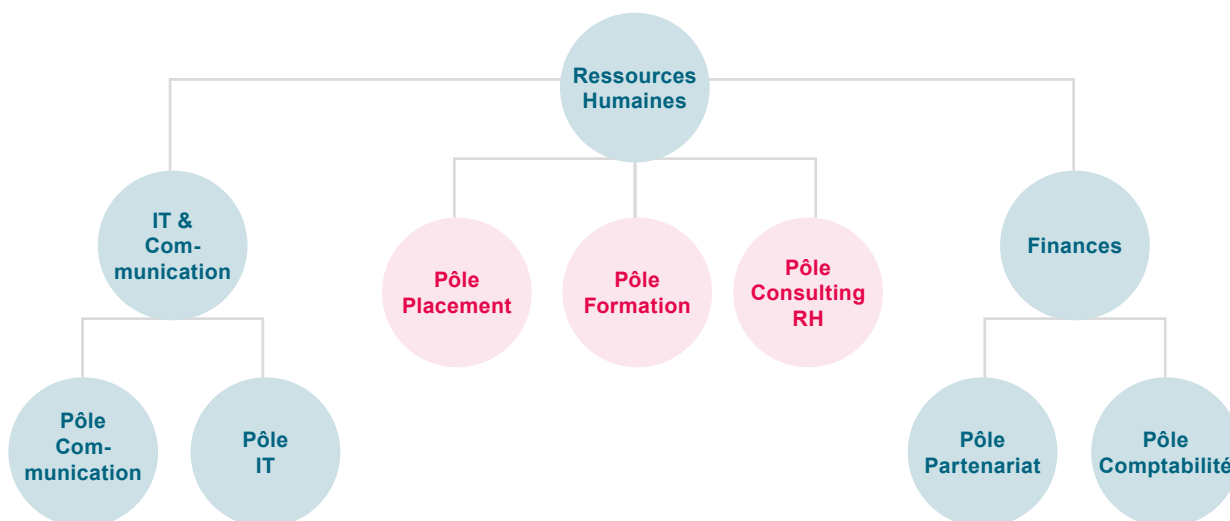 Ressources
Humaines
IT &
Com-
munication
Pôle
Placement
Pôle
Formation
Pôle
Consulting
RH
Finances
Pôle
Com-
munication
Pôle
IT
Pôle
Partenariat
Pôle
Comptabilité